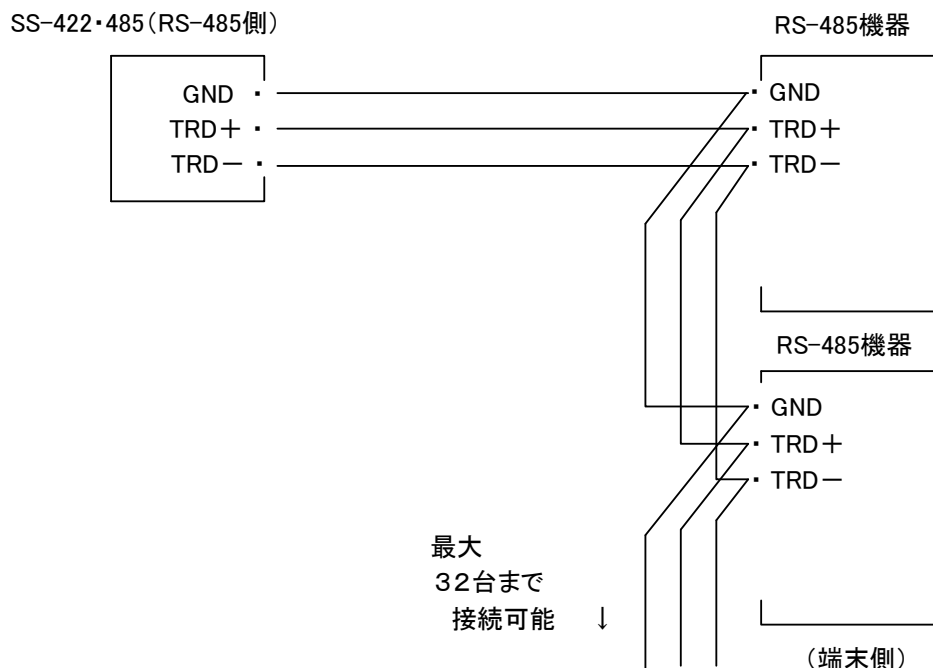 SS-422・485(RS-485側)
RS-485機器
GND
TRD+
TRD－
GND
TRD+
TRD－
RS-485機器
GND
TRD+
TRD－
最大
３２台まで
接続可能 ↓
(端末側)